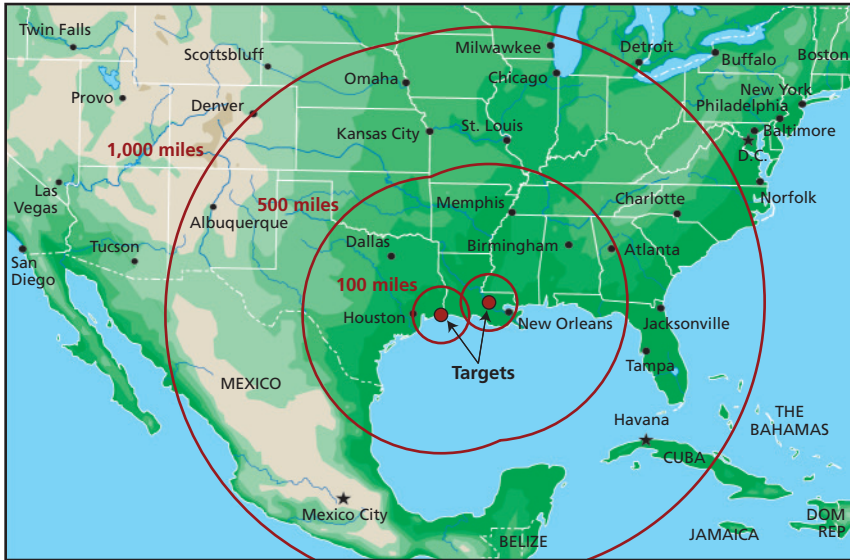 Twin Falls
Scottsbluff
Milwaukee
Detroit
Buffalo
Boston
Omaha
Chicago
Provo
Denver
New York
Philadelphia
Baltimore
Kansas City
St. Louis
D.C.
1,000 miles
Las
Vegas
500 miles
Memphis
Charlotte
Norfolk
Albuquerque
Tucson
Dallas
Birmingham
Atlanta
San
Diego
100 miles
Houston
New Orleans
Jacksonville
Targets
Tampa
MEXICO
Havana
THE
BAHAMAS
CUBA
Mexico City
BELIZE
JAMAICA
DOM
REP